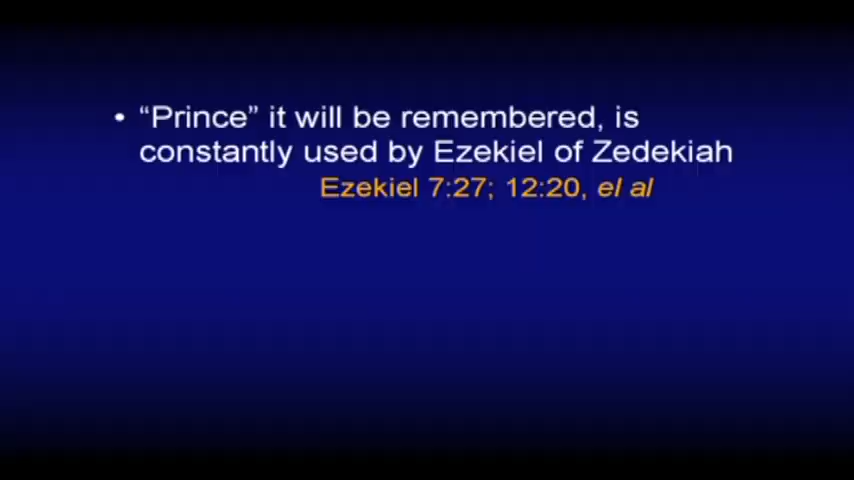 • “Prince” it will be remembered, is
constantly used by Ezekiel of Zedekiah
Ezekiel 7:27; 12:20, el al